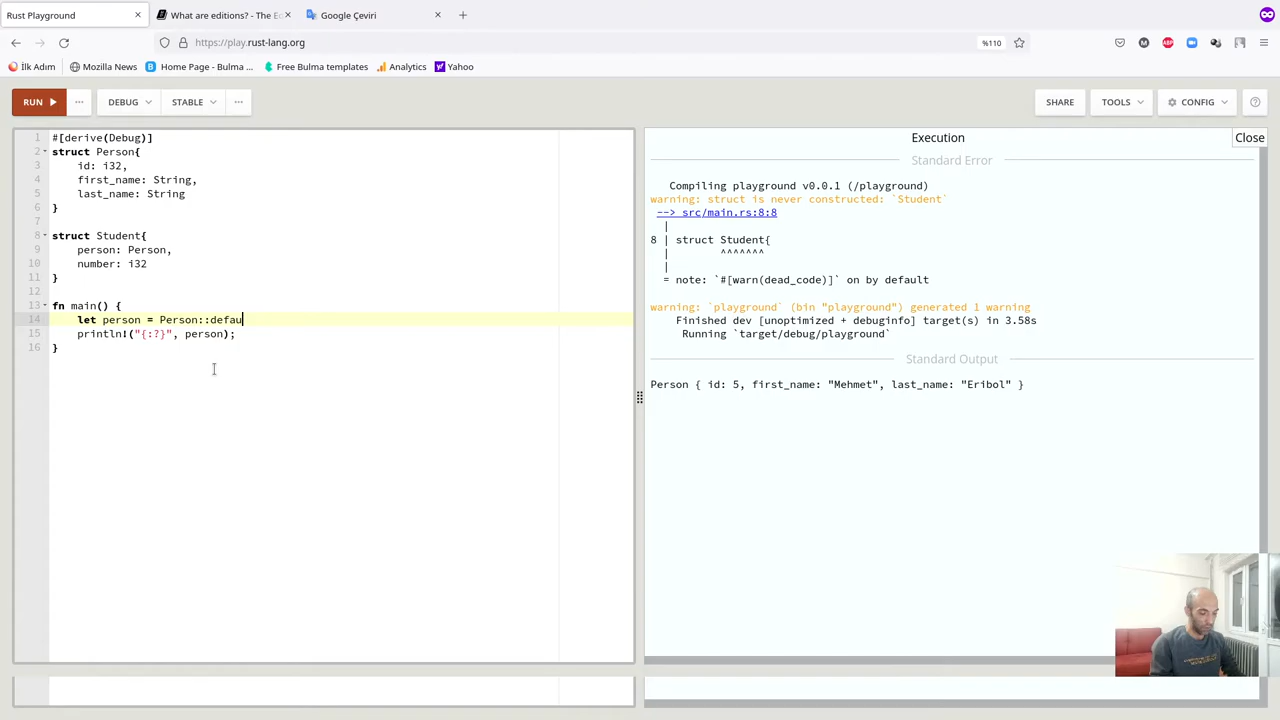 Rust Playground
What are editions? - The Ed
Google Çeviri
https://play.rust-lang.org
%110
İlk Adım
Mozilla News
Home Page - Bulma ...
Free Bulma templates
Analytics
Yahoo
RUN
DEBUG
STABLE
SHARE
TOOLS
CONFIG
1 #[derive(Debug)]
2 struct Person{
3 id: i32,
4 first_name: String,
5 last_name: String
6 }
7
8 struct Student{
9 person: Person,
10 number: i32
11 }
12
13 fn main() {
14 let person = Person::defau
15 println!("{:?}", person);
16 }
Execution
Close
Standard Error
Compiling playground v0.0.1 (/playground)
warning: struct is never constructed: `Student`
--> src/main.rs:8:8
|
8 | struct Student{
| ^^^^^^^
|
= note: `#[warn(dead_code)]` on by default
warning: `playground` (bin "playground") generated 1 warning
Finished dev [unoptimized + debuginfo] target(s) in 3.58s
Running `target/debug/playground`
Standard Output
Person { id: 5, first_name: "Mehmet", last_name: "Eribol" }